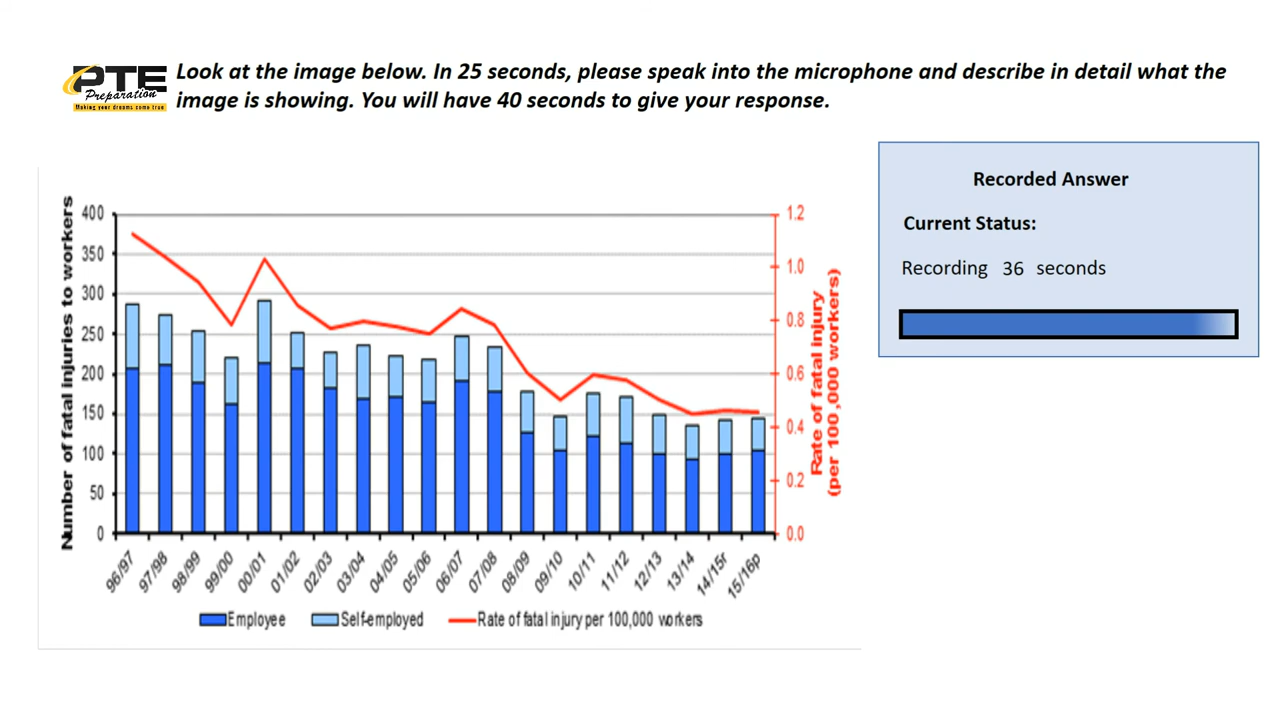 PTE
Preparation
Making your dreams come true
Look at the image below. In 25 seconds, please speak into the microphone and describe in detail what the
image is showing. You will have 40 seconds to give your response.
Recorded Answer
Current Status:
Recording 36 seconds
Number of fatal injuries to workers
400
350
300
250
200
150
100
50
0
1.2
1.0
0.8
0.6
0.4
0.2
0.0
Rate of fatal injury
(per 100,000 workers)
96/97
97/98
98/99
99/00
00/01
01/02
02/03
03/04
04/05
05/06
06/07
07/08
08/09
09/10
10/11
11/12
12/13
13/14
14/15r
15/16p
Employee
Self-employed
Rate of fatal injury per 100,000 workers